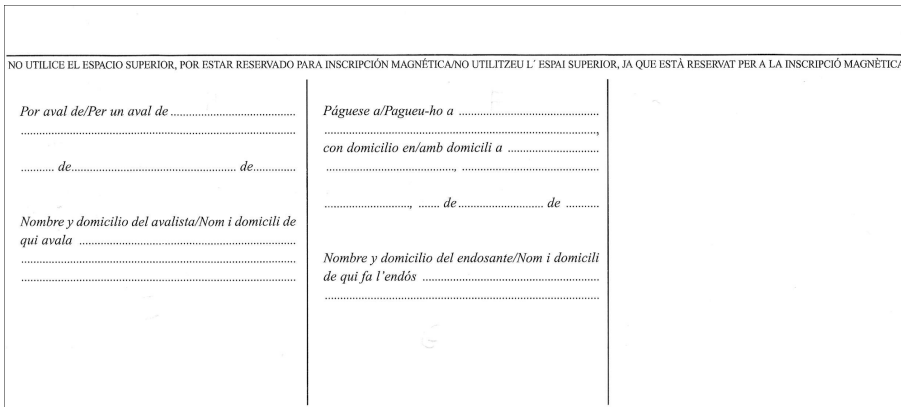 NO UTILICE EL ESPACIO SUPERIOR, POR ESTAR RESERVADO PARA INSCRIPCIÓN MAGNÉTICA/NO UTILITZEU L´ ESPAI SUPERIOR, JA QUE ESTÀ RESERVAT PER A LA INSCRIPCIÓ MAGNÈTICA
Por aval de/Per un aval de ......................................
...................................................................................
.......... de.................................................. de.............
Nombre y domicilio del avalista/Nom i domicili de
qui avala ..................................................................
...................................................................................
...................................................................................
Páguese a/Pagueu-ho a ...........................................
..................................................................................,
con domicilio en/amb domicili a ............................
......................................., ..........................................
.........................., ....... de.......................... de ..........
Nombre y domicilio del endosante/Nom i domicili
de qui fa l'endós ......................................................
...................................................................................